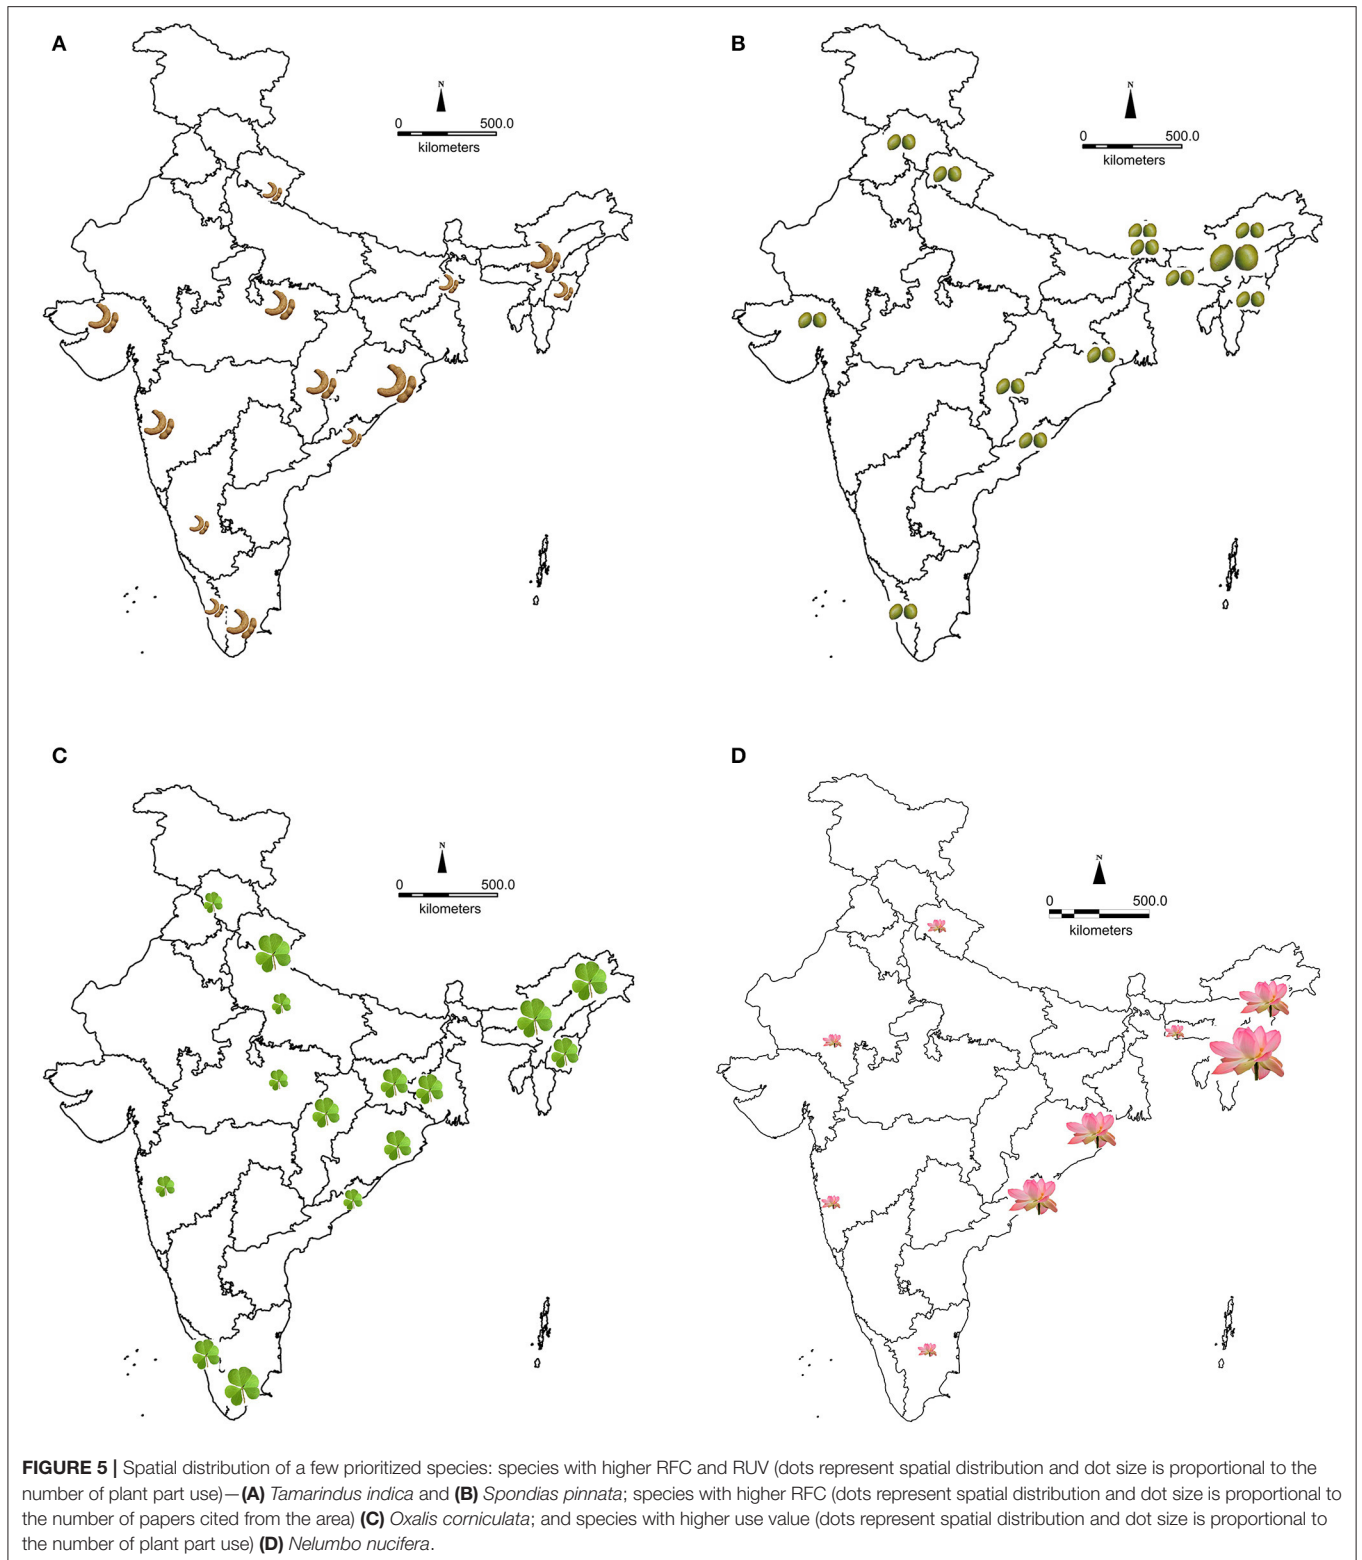 A
N
0 500.0
kilometers
B
N
0 500.0
kilometers
C
N
0 500.0
kilometers
D
N
0 500.0
kilometers
FIGURE 5 | Spatial distribution of a few prioritized species: species with higher RFC and RUV (dots represent spatial distribution and dot size is proportional to the
number of plant part use)—(A) Tamarindus indica and (B) Spondias pinnata; species with higher RFC (dots represent spatial distribution and dot size is proportional to
the number of papers cited from the area) (C) Oxalis corniculata; and species with higher use value (dots represent spatial distribution and dot size is proportional to
the number of plant part use) (D) Nelumbo nucifera.